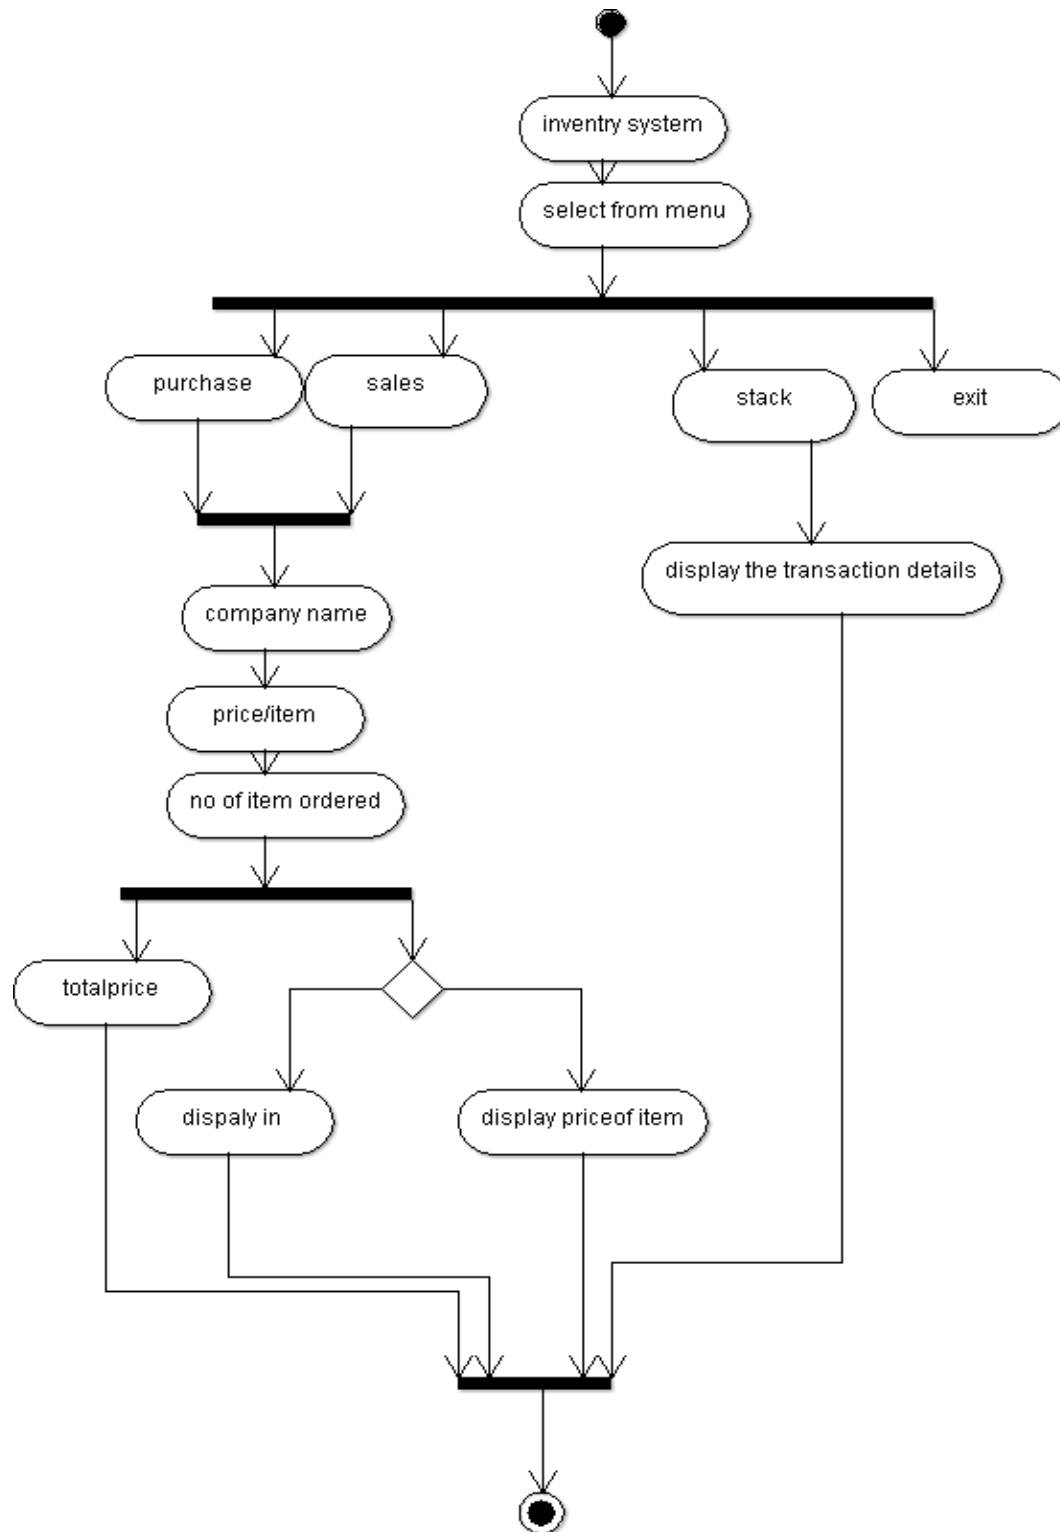 inventry system
select from menu
purchase
sales
stack
exit
display the transaction details
company name
price/item
no of item ordered
totalprice
dispaly in
display priceof item